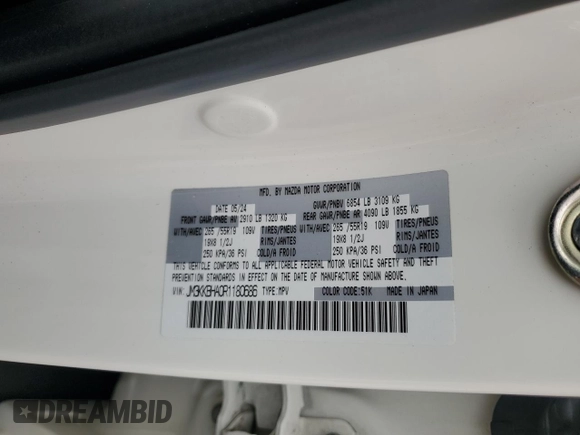 MFD. BY MAZDA MOTOR CORPORATION
DATE 05/24 GVWR/PNBV 6854 LB 3109 KG
FRONT GAWR/PNBE AV 2910 LB 1320 KG REAR GAWR/PNBE AR 4090 LB 1855 KG
WITH/AVEC 265 /55R19 109V TIRES/PNEUS WITH/AVEC 265 /55R19 109V TIRES/PNEUS
19X8 1/2J RIMS/JANTES 19X8 1/2J RIMS/JANTES
250 KPA/36 PSI COLD/A FROID 250 KPA/36 PSI COLD/A FROID
THIS VEHICLE CONFORMS TO ALL APPLICABLE FEDERAL MOTOR VEHICLE SAFETY AND THEFT
PREVENTION STANDARDS IN EFFECT ON THE DATE OF MANUFACTURE SHOWN ABOVE.
VIN: JM3KKBHA0R1180686 TYPE: MPV COLOR CODE: 51K MADE IN JAPAN
DREAMBID